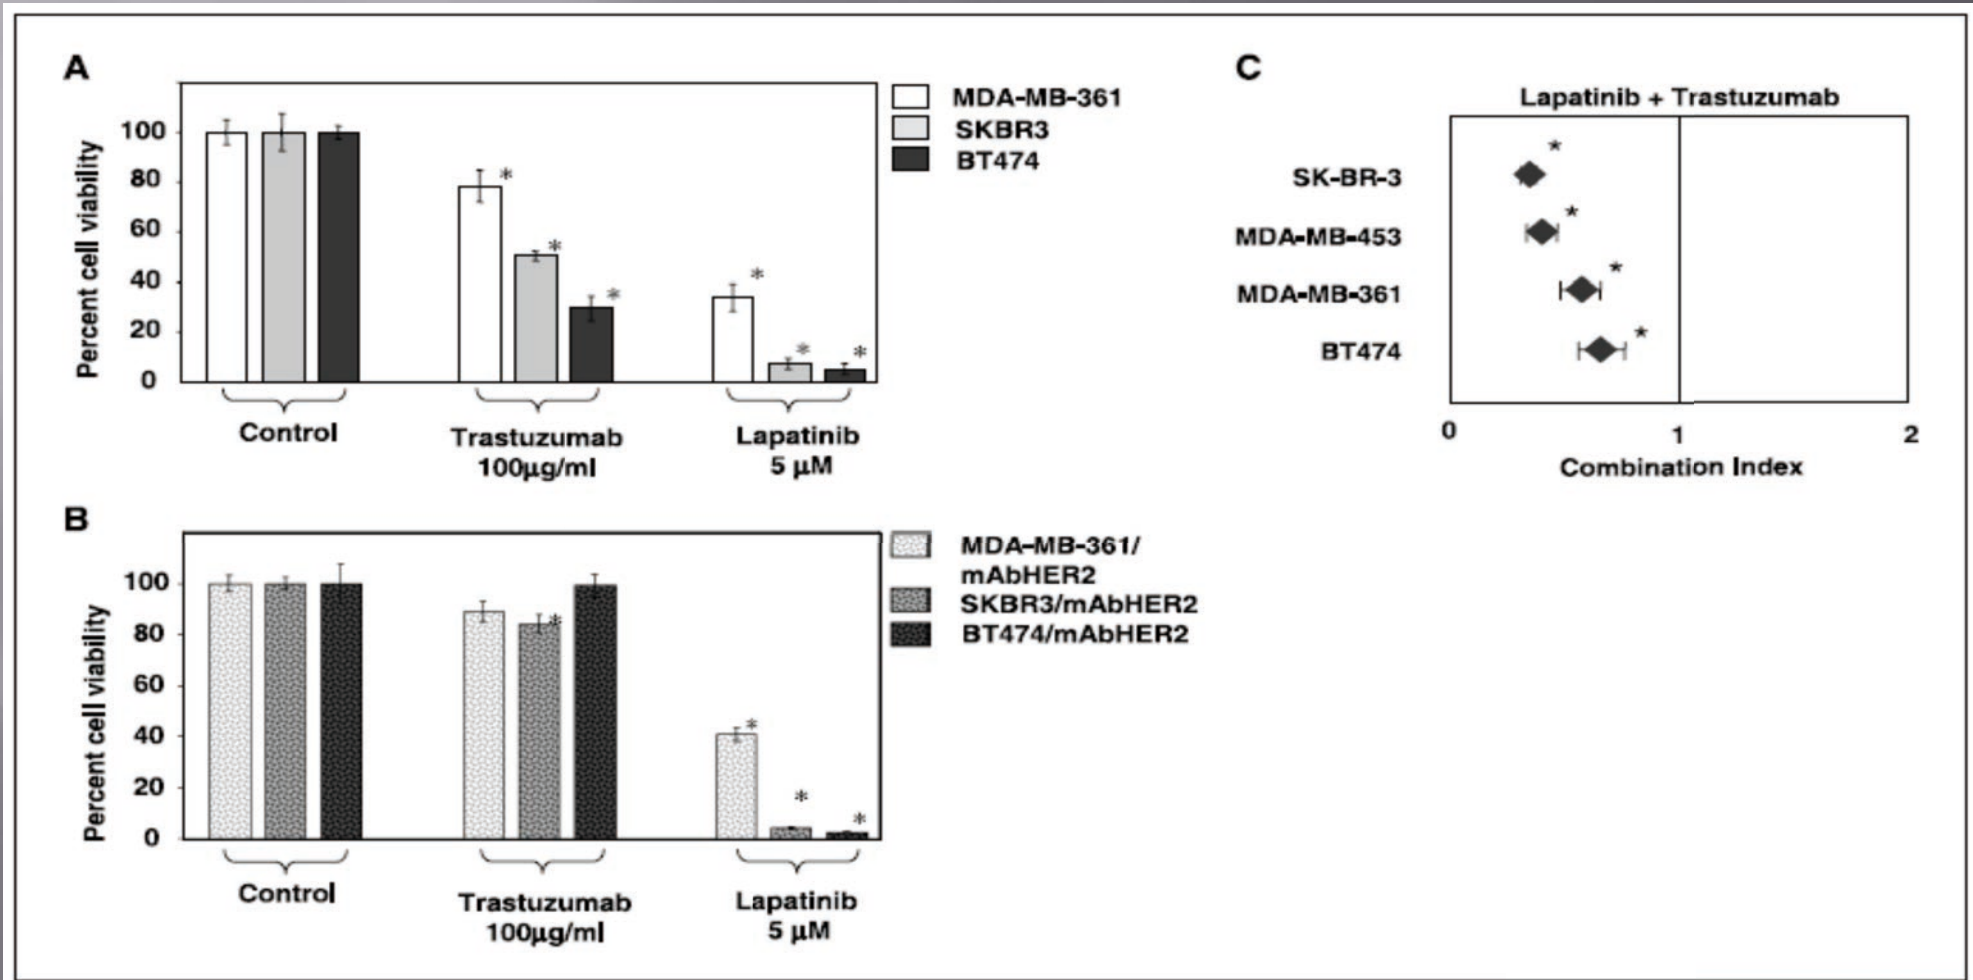 A
Percent cell viability
100
80
60
40
20
0
*
*
*
*
*
*
Control
Trastuzumab
100µg/ml
Lapatinib
5 µM
MDA-MB-361
SKBR3
BT474
B
Percent cell viability
100
80
60
40
20
0
*
*
*
*
Control
Trastuzumab
100µg/ml
Lapatinib
5 µM
MDA-MB-361/
mAbHER2
SKBR3/mAbHER2
BT474/mAbHER2
C
Lapatinib + Trastuzumab
SK-BR-3
*
MDA-MB-453
*
MDA-MB-361
*
BT474
*
0 1 2
Combination Index